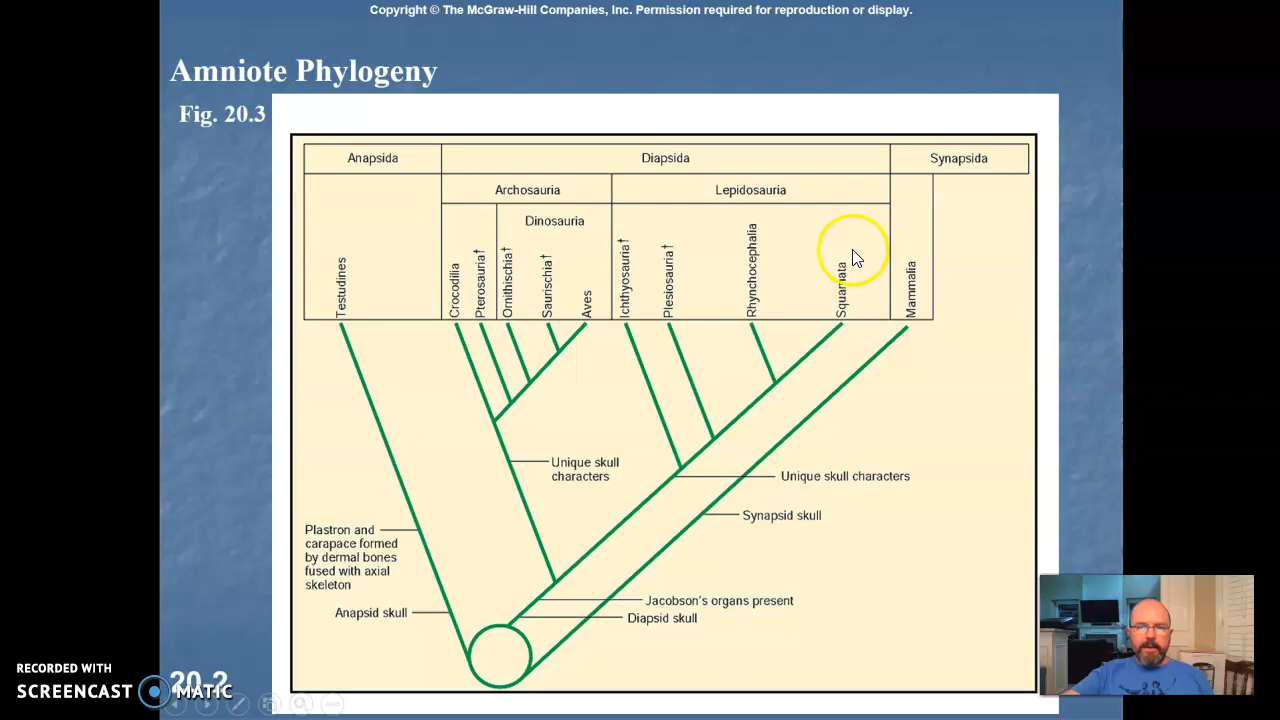 Copyright © The McGraw-Hill Companies, Inc. Permission required for reproduction or display.
Amniote Phylogeny
Fig. 20.3
Anapsida
Diapsida
Synapsida
Archosauria
Lepidosauria
Dinosauria
Testudines
Crocodilia
Pterosauria†
Ornithischia†
Saurischia†
Aves
Ichthyosauria†
Plesiosauria†
Rhynchocephalia
Squamata
Mammalia
Unique skull
characters
Unique skull characters
Synapsid skull
Plastron and
carapace formed
by dermal bones
fused with axial
skeleton
Anapsid skull
Jacobson's organs present
Diapsid skull
20.2
RECORDED WITH
SCREENCAST MATIC